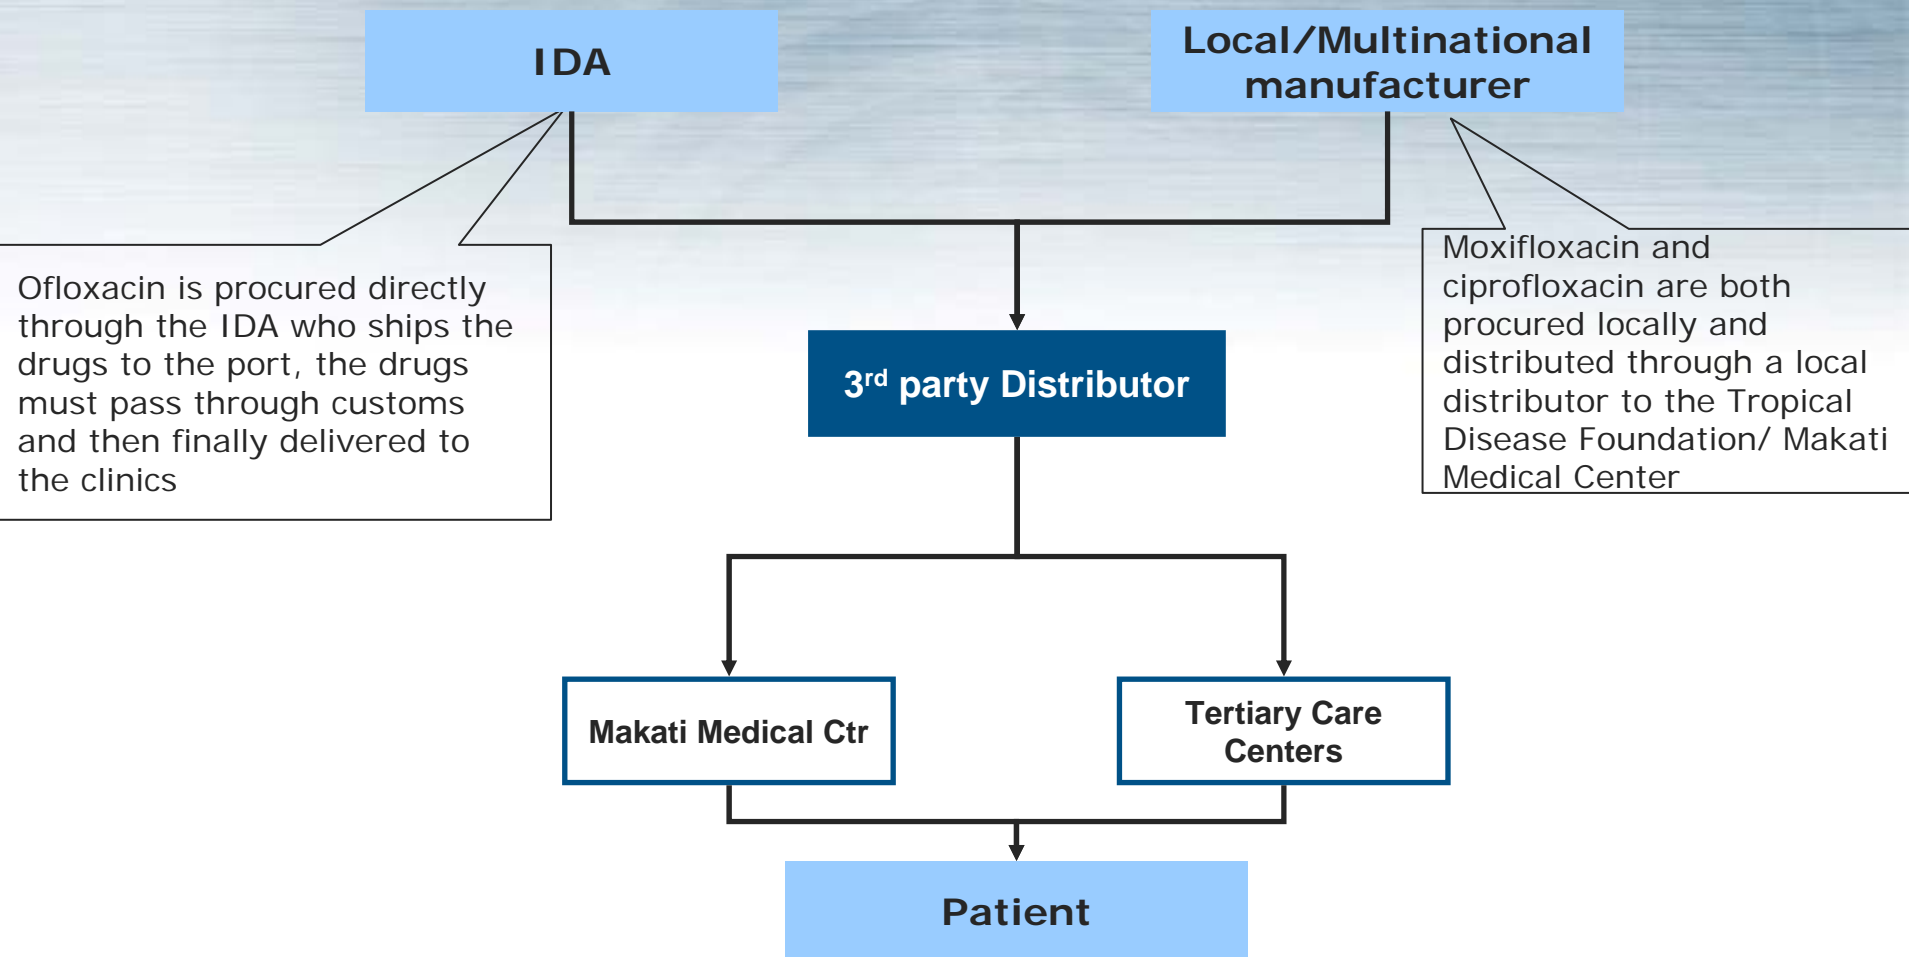 IDA
Local/Multinational
manufacturer
Ofloxacin is procured directly
through the IDA who ships the
drugs to the port, the drugs
must pass through customs
and then finally delivered to
the clinics
Moxifloxacin and
ciprofloxacin are both
procured locally and
distributed through a local
distributor to the Tropical
Disease Foundation/ Makati
Medical Center
3rd party Distributor
Makati Medical Ctr
Tertiary Care
Centers
Patient